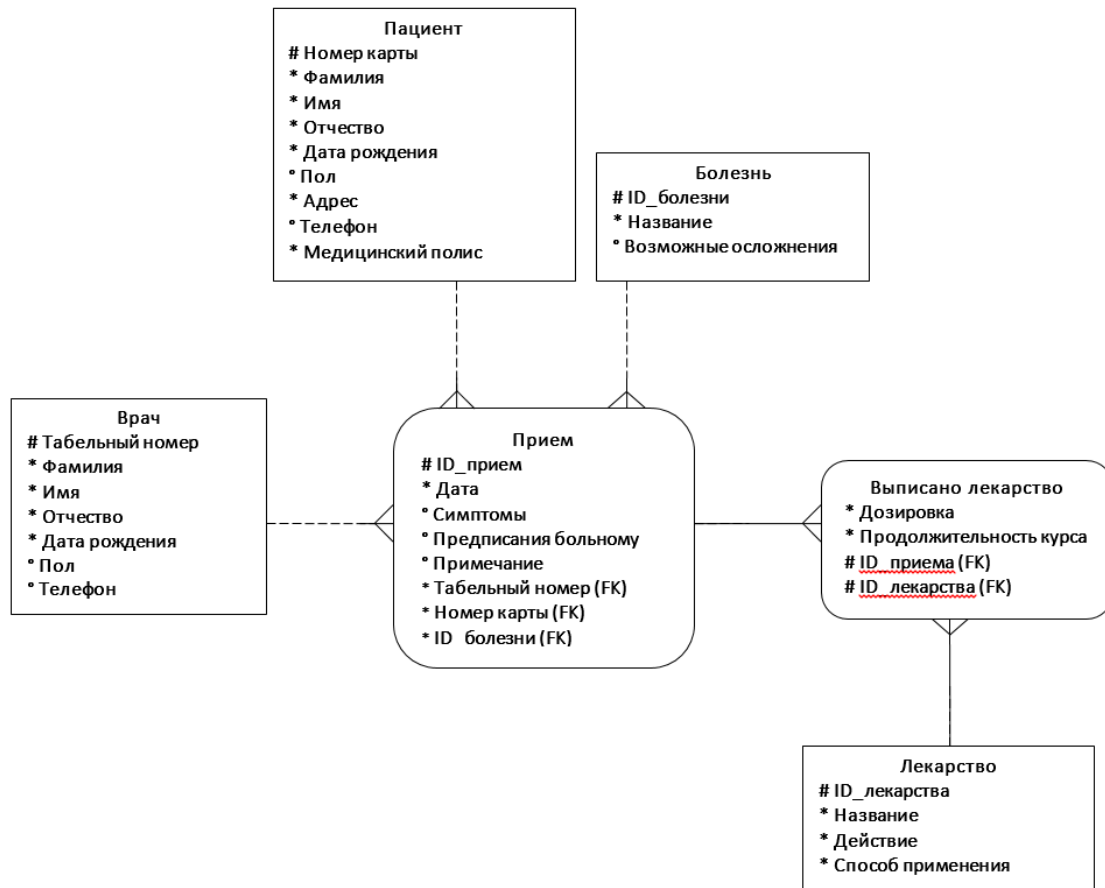 Пациент
# Номер карты
* Фамилия
* Имя
* Отчество
* Дата рождения
° Пол
* Адрес
° Телефон
* Медицинский полис
Болезнь
# ID_болезни
* Название
° Возможные осложнения
Врач
# Табельный номер
* Фамилия
* Имя
* Отчество
* Дата рождения
° Пол
° Телефон
Прием
# ID_прием
* Дата
° Симптомы
° Предписания больному
° Примечание
* Табельный номер (FK)
* Номер карты (FK)
* ID болезни (FK)
Выписано лекарство
* Дозировка
* Продолжительность курса
# ID_приема (FK)
# ID_лекарства (FK)
Лекарство
# ID_лекарства
* Название
* Действие
* Способ применения